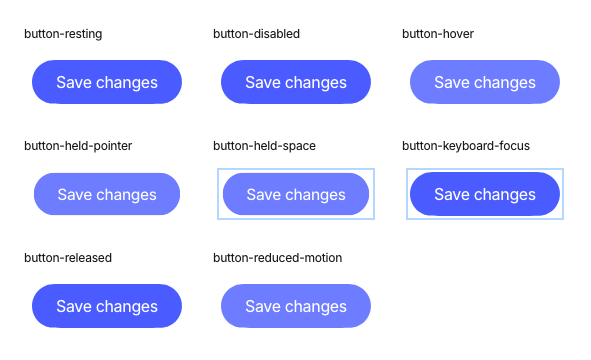 button-resting
button-disabled
button-hover
Save changes
Save changes
Save changes
button-held-pointer
button-held-space
button-keyboard-focus
Save changes
Save changes
Save changes
button-released
button-reduced-motion
Save changes
Save changes